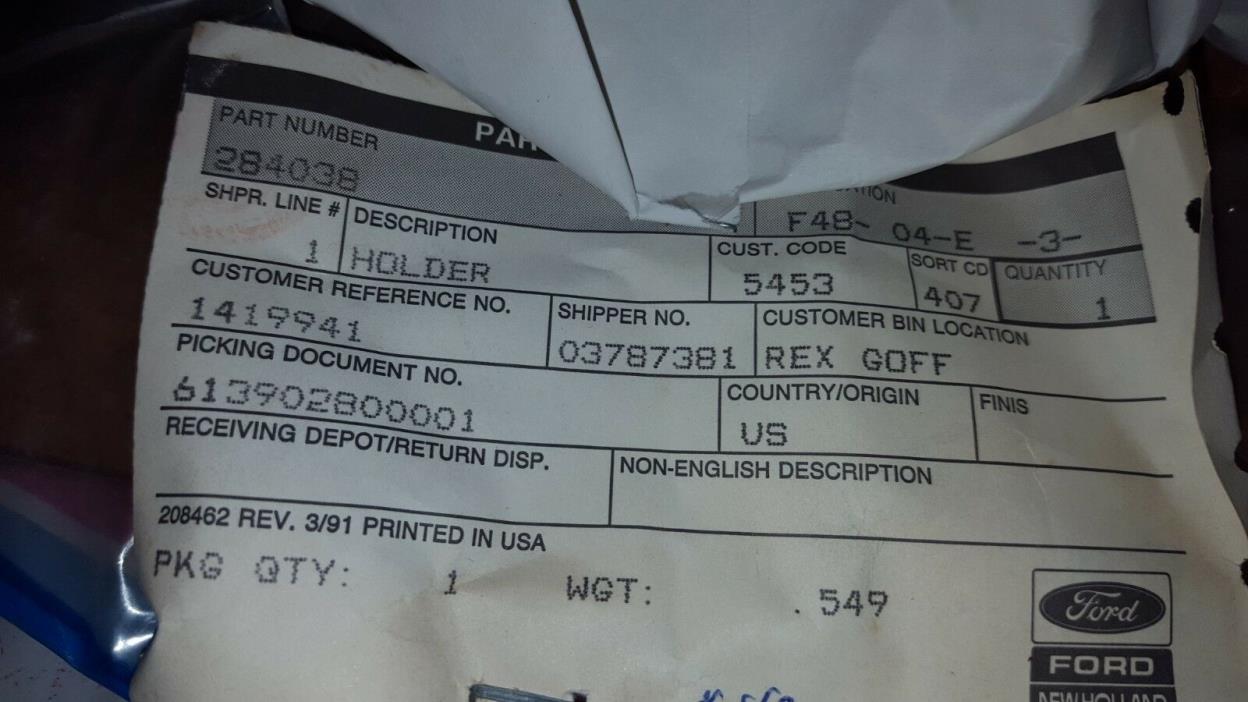 PART NUMBER
284038
F48- 04-E -3-
SHPR. LINE # DESCRIPTION CUST. CODE SORT CD QUANTITY
1 HOLDER 5453 407 1
CUSTOMER REFERENCE NO. SHIPPER NO. CUSTOMER BIN LOCATION
1419941 03787381 REX GOFF
PICKING DOCUMENT NO. COUNTRY/ORIGIN FINIS
613902800001 US
RECEIVING DEPOT/RETURN DISP. NON-ENGLISH DESCRIPTION
208462 REV. 3/91 PRINTED IN USA
PKG QTY: 1 WGT: .549
Ford
FORD
NEW HOLLAND